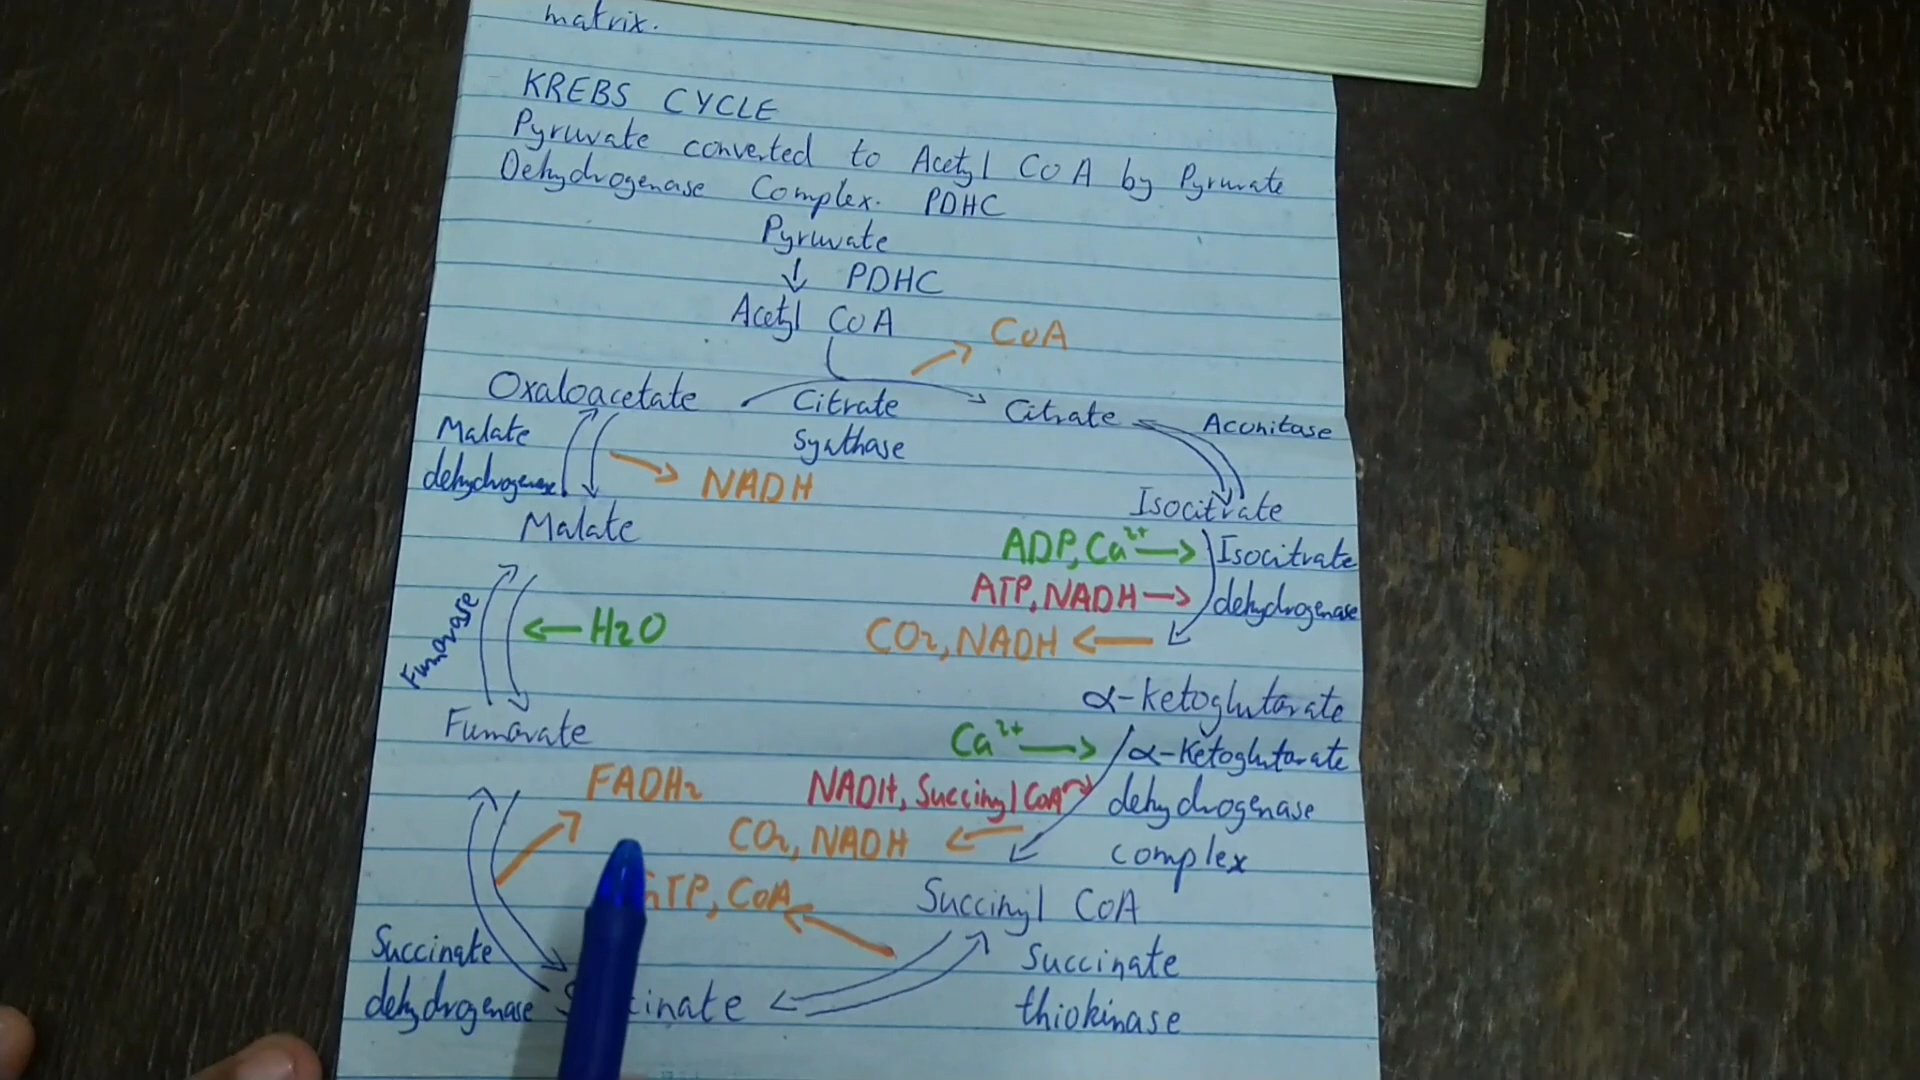 matrix.
KREBS CYCLE
Pyruvate converted to Acetyl CoA by Pyruvate
Dehydrogenase Complex. PDHC
Pyruvate
PDHC
Acetyl CoA
CoA
Oxaloacetate
Citrate
synthase
Citrate
Aconitase
Malate
dehydrogenase
NADH
Malate
Isocitrate
ADP, Ca²⁺
Isocitrate
ATP, NADH
dehydrogenase
CO₂, NADH
Fumarase
H₂O
α-ketoglutarate
Fumarate
Ca²⁺
α-Ketoglutarate
FADH₂
NADH, Succinyl CoA
dehydrogenase
CO₂, NADH
complex
CoA
Succinyl CoA
Succinate
dehydrogenase
Succinate
thiokinase